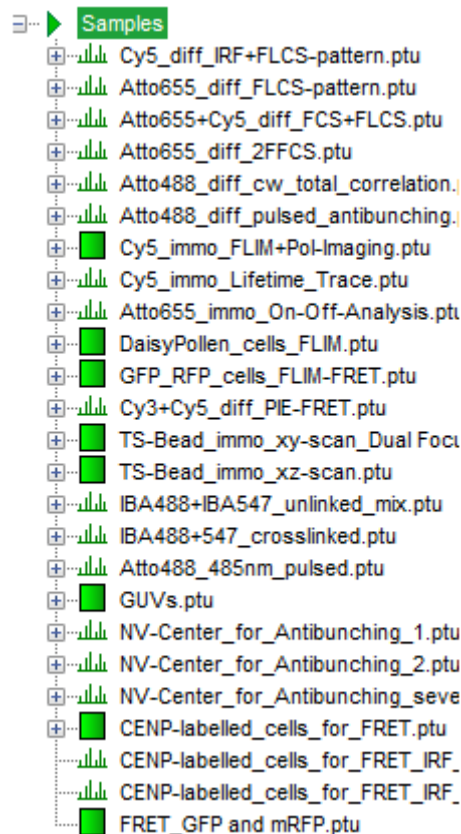 Samples
Cy5_diff_IRF+FLCS-pattern.ptu
Atto655_diff_FLCS-pattern.ptu
Atto655+Cy5_diff_FCS+FLCS.ptu
Atto655_diff_2FFCS.ptu
Atto488_diff_cw_total_correlation.
Atto488_diff_pulsed_antibunching.
Cy5_immo_FLIM+Pol-Imaging.ptu
Cy5_immo_Lifetime_Trace.ptu
Atto655_immo_On-Off-Analysis.ptu
DaisyPollen_cells_FLIM.ptu
GFP_RFP_cells_FLIM-FRET.ptu
Cy3+Cy5_diff_PIE-FRET.ptu
TS-Bead_immo_xy-scan_Dual Focu
TS-Bead_immo_xz-scan.ptu
IBA488+IBA547_unlinked_mix.ptu
IBA488+547_crosslinked.ptu
Atto488_485nm_pulsed.ptu
GUVs.ptu
NV-Center_for_Antibunching_1.ptu
NV-Center_for_Antibunching_2.ptu
NV-Center_for_Antibunching_seve
CENP-labelled_cells_for_FRET.ptu
CENP-labelled_cells_for_FRET_IRF_
CENP-labelled_cells_for_FRET_IRF_
FRET_GFP and mRFP.ptu